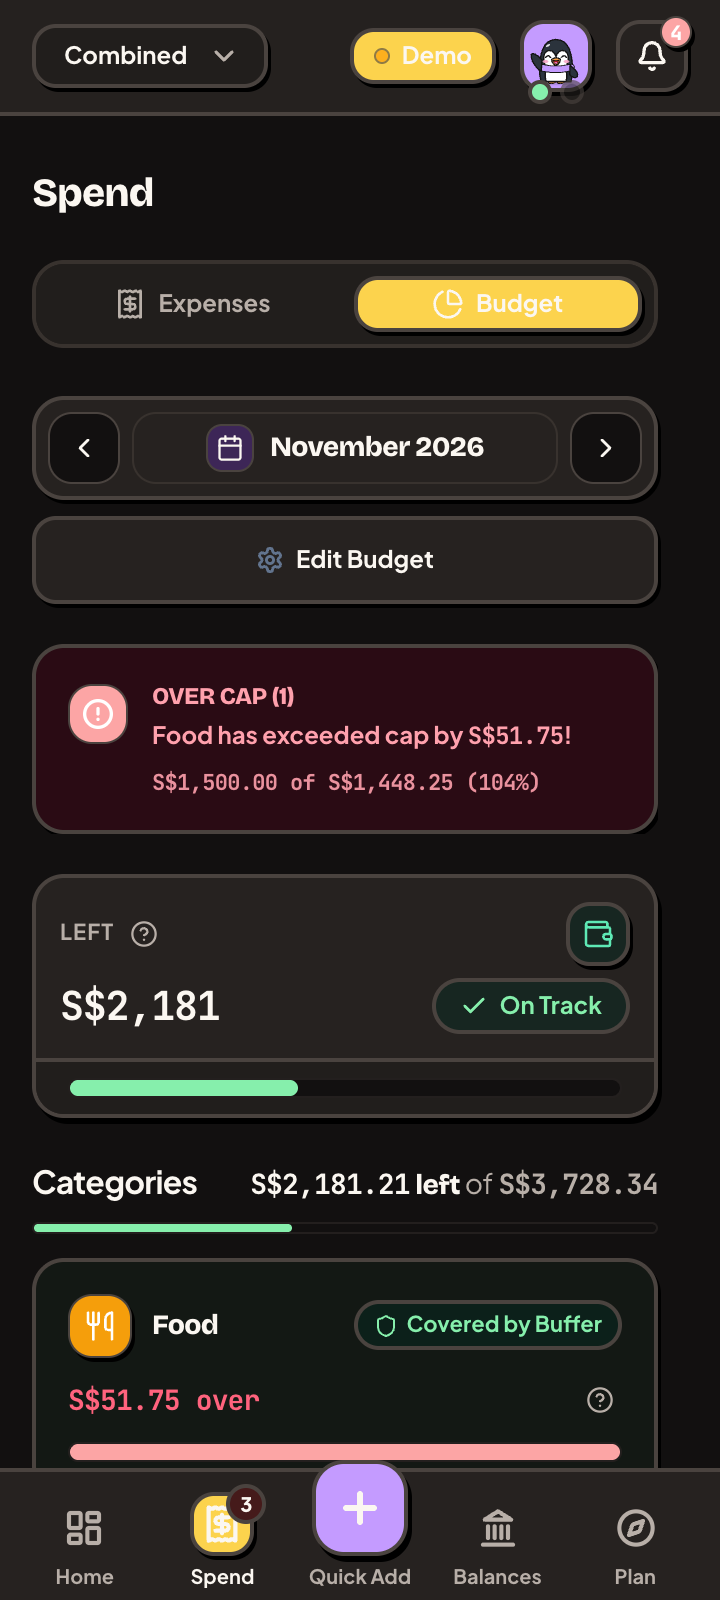 Combined
Demo
4
Spend
Expenses
Budget
November 2026
Edit Budget
OVER CAP (1)
Food has exceeded cap by S$51.75!
S$1,500.00 of S$1,448.25 (104%)
LEFT
S$2,181
On Track
Categories
S$2,181.21 left of S$3,728.34
Food
Covered by Buffer
S$51.75 over
3
Home
Spend
Quick Add
Balances
Plan